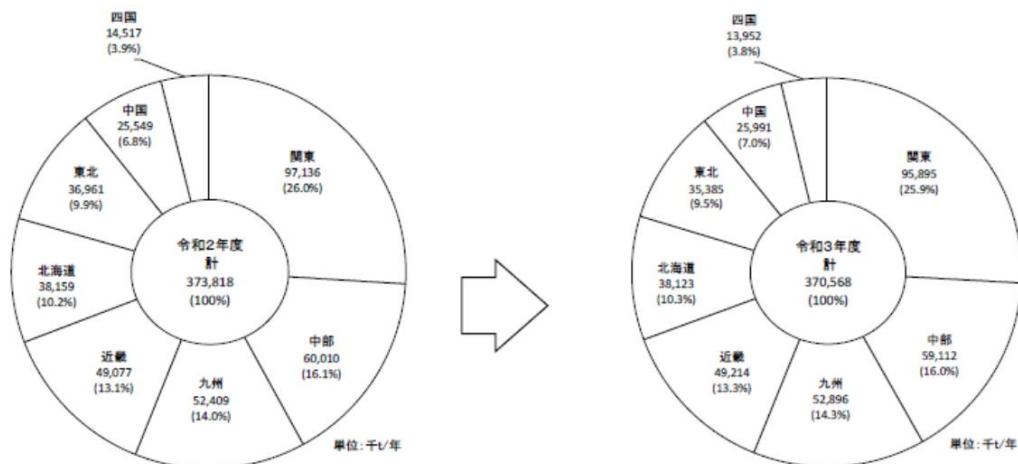 四国
14,517
(3.9%)
中国
25,549
(6.8%)
関東
97,136
(26.0%)
東北
36,961
(9.9%)
令和2年度
計
373,818
(100%)
北海道
38,159
(10.2%)
中部
60,010
(16.1%)
近畿
49,077
(13.1%)
九州
52,409
(14.0%)
単位：千t/年
四国
13,952
(3.8%)
中国
25,991
(7.0%)
関東
95,895
(25.9%)
東北
35,385
(9.5%)
令和3年度
計
370,568
(100%)
北海道
38,123
(10.3%)
中部
59,112
(16.0%)
近畿
49,214
(13.3%)
九州
52,896
(14.3%)
単位：千t/年